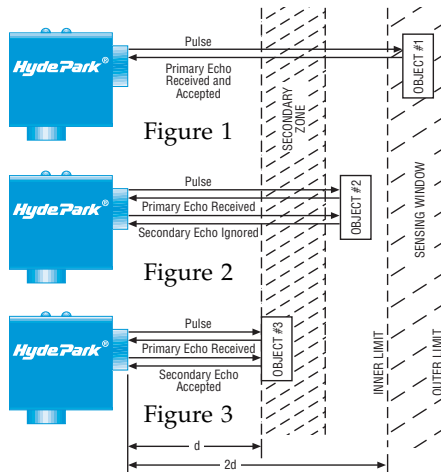 HydePark®
Pulse
Primary Echo
Received and
Accepted
OBJECT #1
Figure 1
SECONDARY
ZONE
HydePark®
Pulse
Primary Echo Received
Secondary Echo Ignored
OBJECT #2
Figure 2
SENSING WINDOW
HydePark®
Pulse
Primary Echo Received
Secondary Echo
Accepted
OBJECT #3
Figure 3
INNER LIMIT
OUTER LIMIT
d
2d